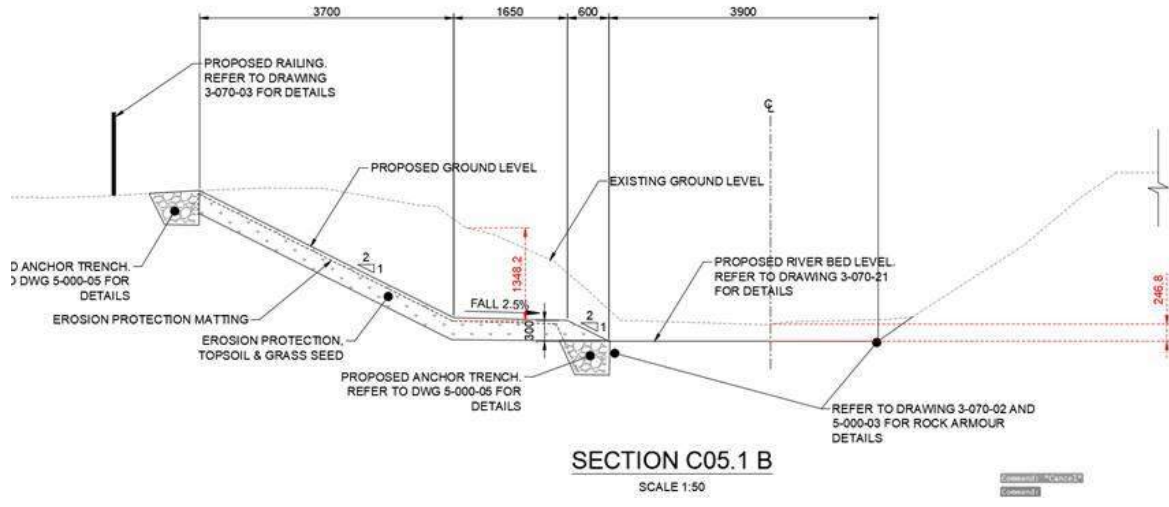 3700
1650
600
3900
PROPOSED RAILING.
REFER TO DRAWING
3-070-03 FOR DETAILS
℄
PROPOSED GROUND LEVEL
EXISTING GROUND LEVEL
D ANCHOR TRENCH.
O DWG 5-000-05 FOR
DETAILS
2
1
1348.2
PROPOSED RIVER BED LEVEL.
REFER TO DRAWING 3-070-21
FOR DETAILS
246.8
FALL 2.5%
300
2
1
EROSION PROTECTION MATTING
EROSION PROTECTION,
TOPSOIL & GRASS SEED
PROPOSED ANCHOR TRENCH.
REFER TO DWG 5-000-05 FOR
DETAILS
REFER TO DRAWING 3-070-02 AND
5-000-03 FOR ROCK ARMOUR
DETAILS
SECTION C05.1 B
SCALE 1:50
Command: *Cancel*
Command: